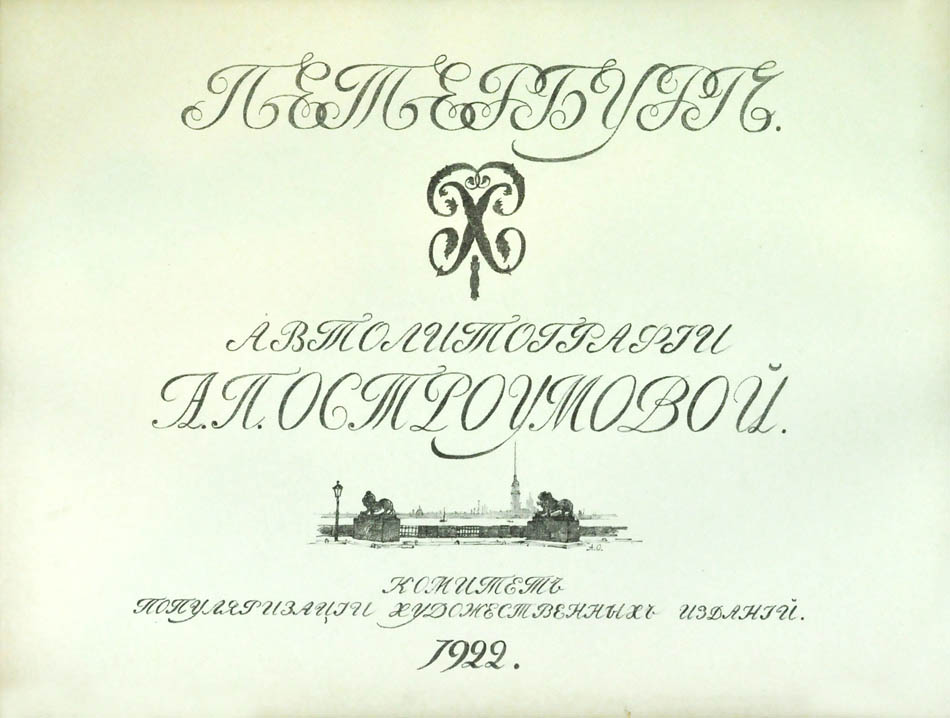 ПЕТЕРБУРГЪ.
АВТОЛИТОГРАФІИ
А.П. ОСТРОУМОВОЙ.
А.О.
КОМИТЕТЪ
ПОПУЛЯРИЗАЦІИ ХУДОЖЕСТВЕННЫХЪ ИЗДАНІЙ.
1922.